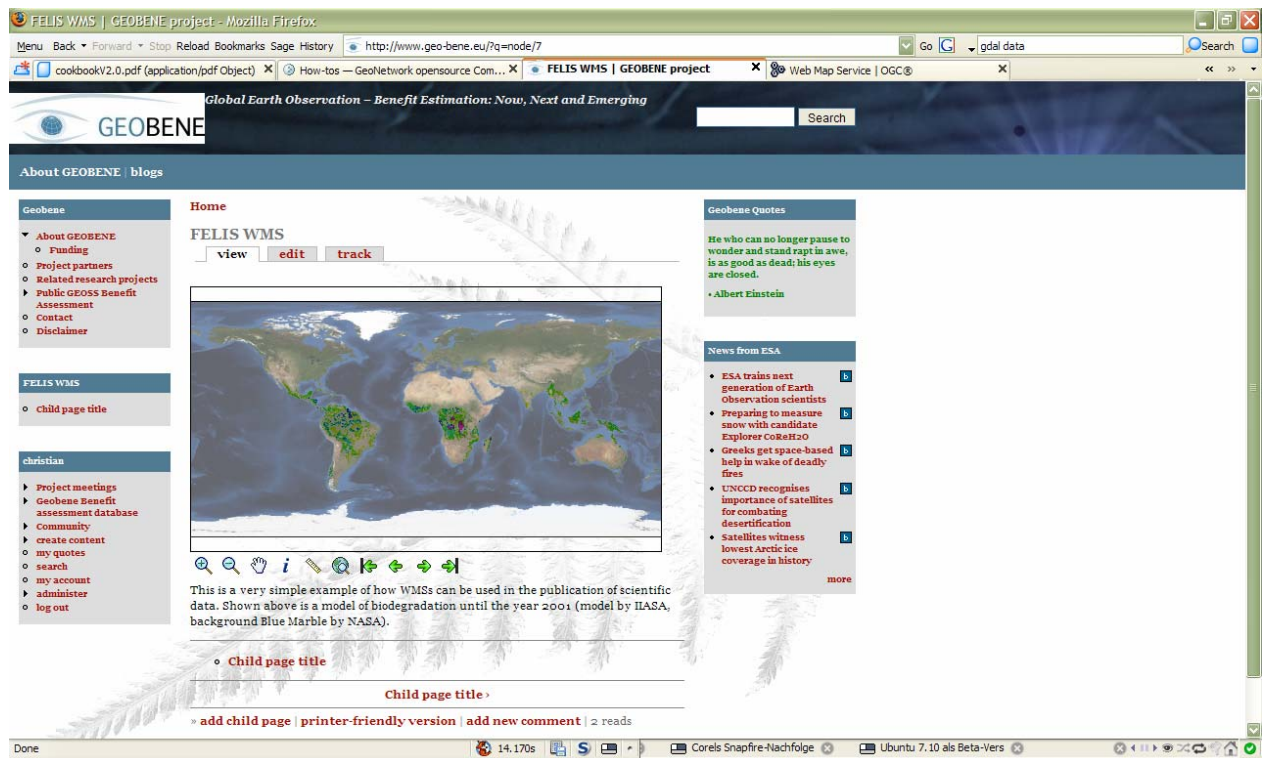 FELIS WMS | GEOBENE project - Mozilla Firefox
Menu Back Forward Stop Reload Bookmarks Sage History http://www.geo-bene.eu/?q=node/7 Go G gdal data Search
cookbookV2.0.pdf (application/pdf Object) How-tos — GeoNetwork opensource Com... FELIS WMS | GEOBENE project Web Map Service | OGC®
Global Earth Observation – Benefit Estimation: Now, Next and Emerging
GEOBENE
Search
About GEOBENE | blogs
Geobene
About GEOBENE
Funding
Project partners
Related research projects
Public GEOSS Benefit
Assessment
Contact
Disclaimer
FELIS WMS
Child page title
christian
Project meetings
Geobene Benefit
assessment database
Community
create content
my quotes
search
my account
administer
log out
Home
FELIS WMS
view edit track
i
This is a very simple example of how WMSs can be used in the publication of scientific
data. Shown above is a model of biodegradation until the year 2001 (model by IIASA,
background Blue Marble by NASA).
Child page title
Child page title ›
» add child page | printer-friendly version | add new comment | 2 reads
Geobene Quotes
He who can no longer pause to
wonder and stand rapt in awe,
is as good as dead; his eyes
are closed.
• Albert Einstein
News from ESA
ESA trains next b
generation of Earth
Observation scientists
Preparing to measure b
snow with candidate
Explorer CoReH2O
Greeks get space-based b
help in wake of deadly
fires
UNCCD recognises b
importance of satellites
for combating
desertification
Satellites witness b
lowest Arctic ice
coverage in history
more
Done 14.170s S Corels Snapfire-Nachfolge Ubuntu 7.10 als Beta-Vers